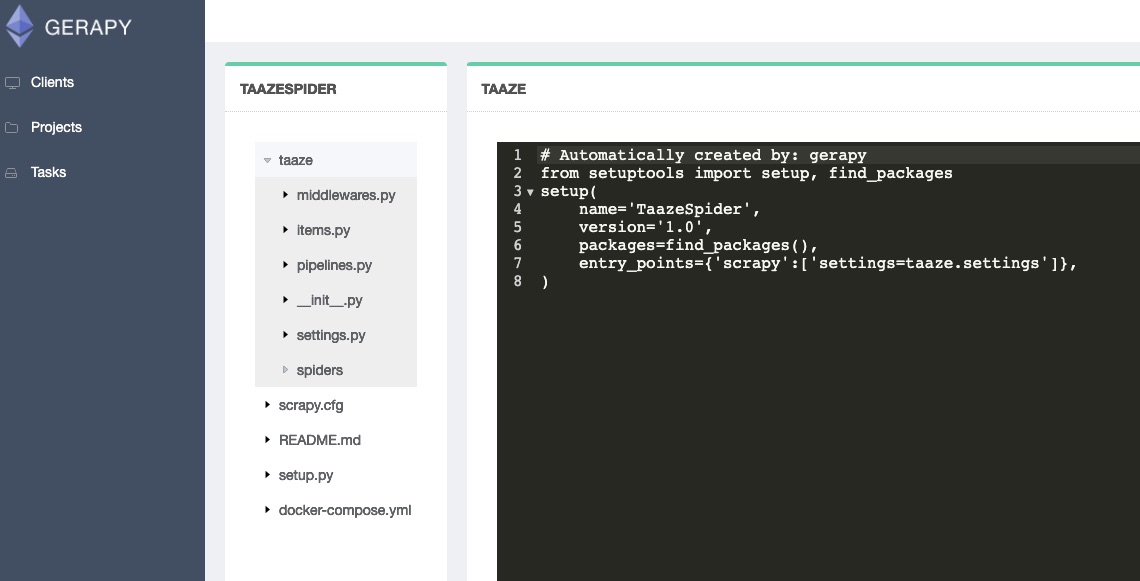 GERAPY
Clients
Projects
Tasks
TAAZESPIDER
taaze
middlewares.py
items.py
pipelines.py
__init__.py
settings.py
spiders
scrapy.cfg
README.md
setup.py
docker-compose.yml
TAAZE
1 # Automatically created by: gerapy
2 from setuptools import setup, find_packages
3 setup(
4     name='TaazeSpider',
5     version='1.0',
6     packages=find_packages(),
7     entry_points={'scrapy':['settings=taaze.settings']},
8 )